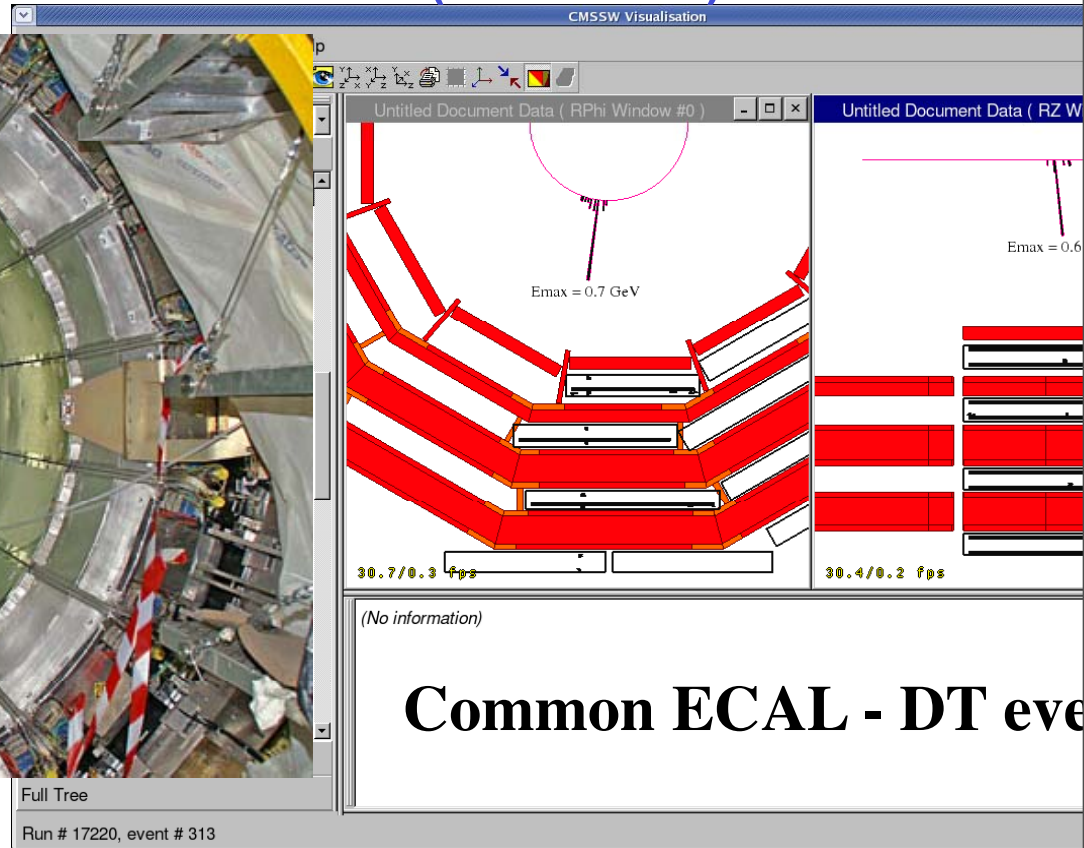 CMSSW Visualisation
Untitled Document Data ( RPhi Window #0 )
Untitled Document Data ( RZ
Emax = 0.7 GeV
Emax = 0.6
30.7/0.3 fps
30.4/0.2 fps
(No information)
Common ECAL - DT eve
Full Tree
Run # 17220, event # 313